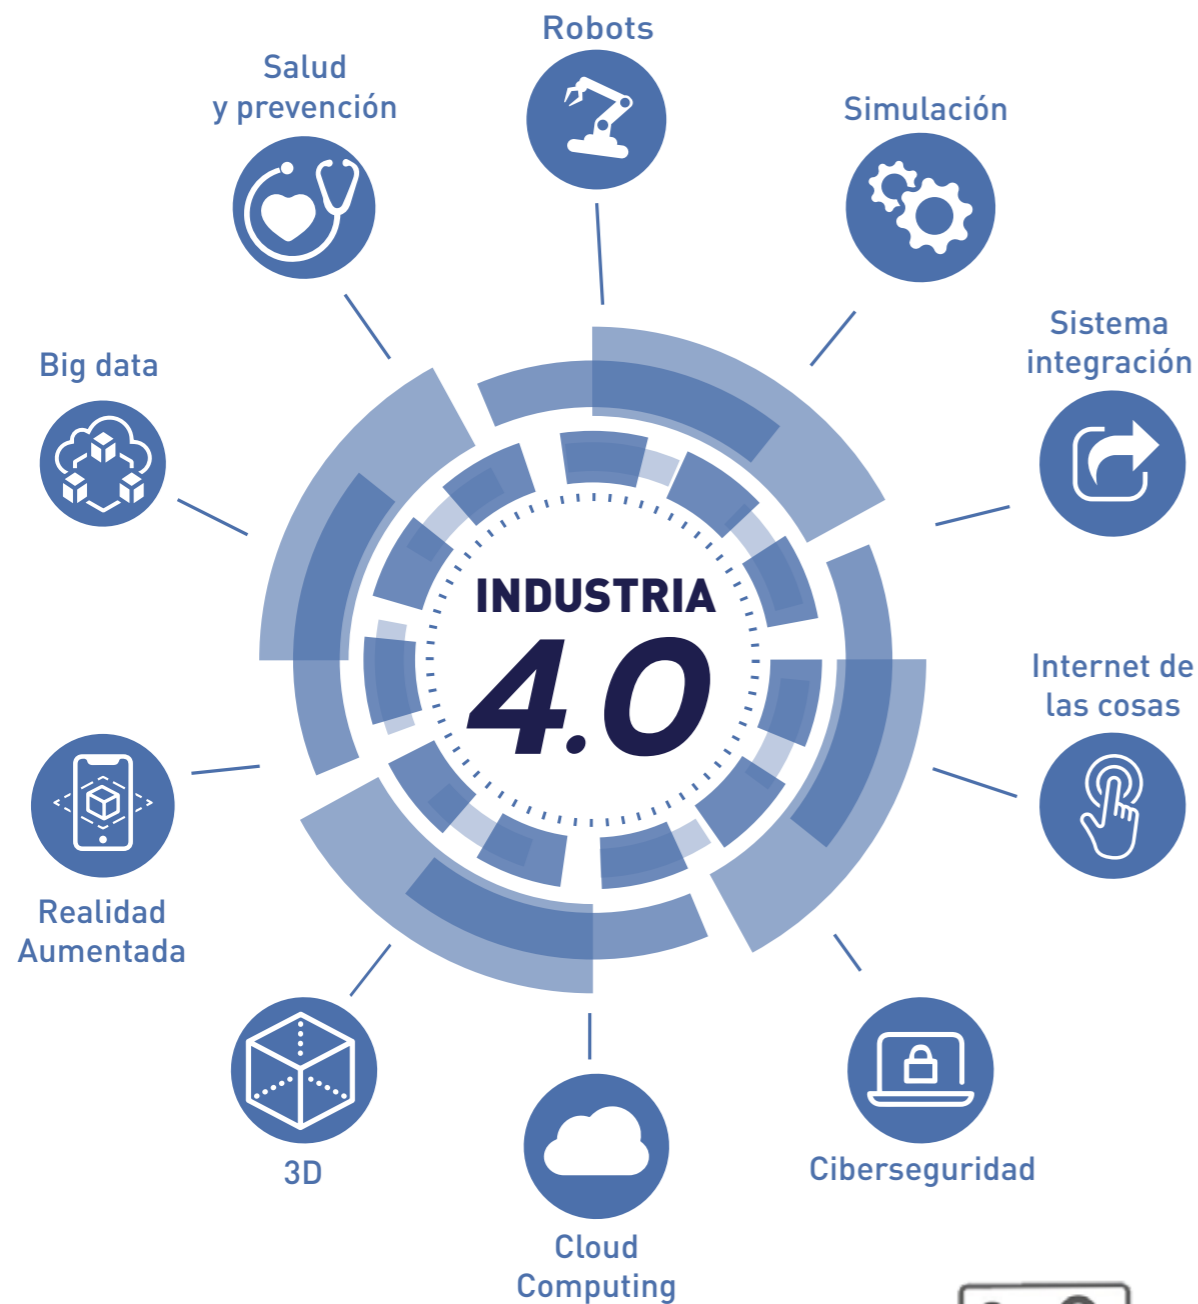 Robots
Salud
y prevención
Simulación
Sistema
integración
Big data
INDUSTRIA
4.0
Internet de
las cosas
Realidad
Aumentada
3D
Ciberseguridad
Cloud
Computing